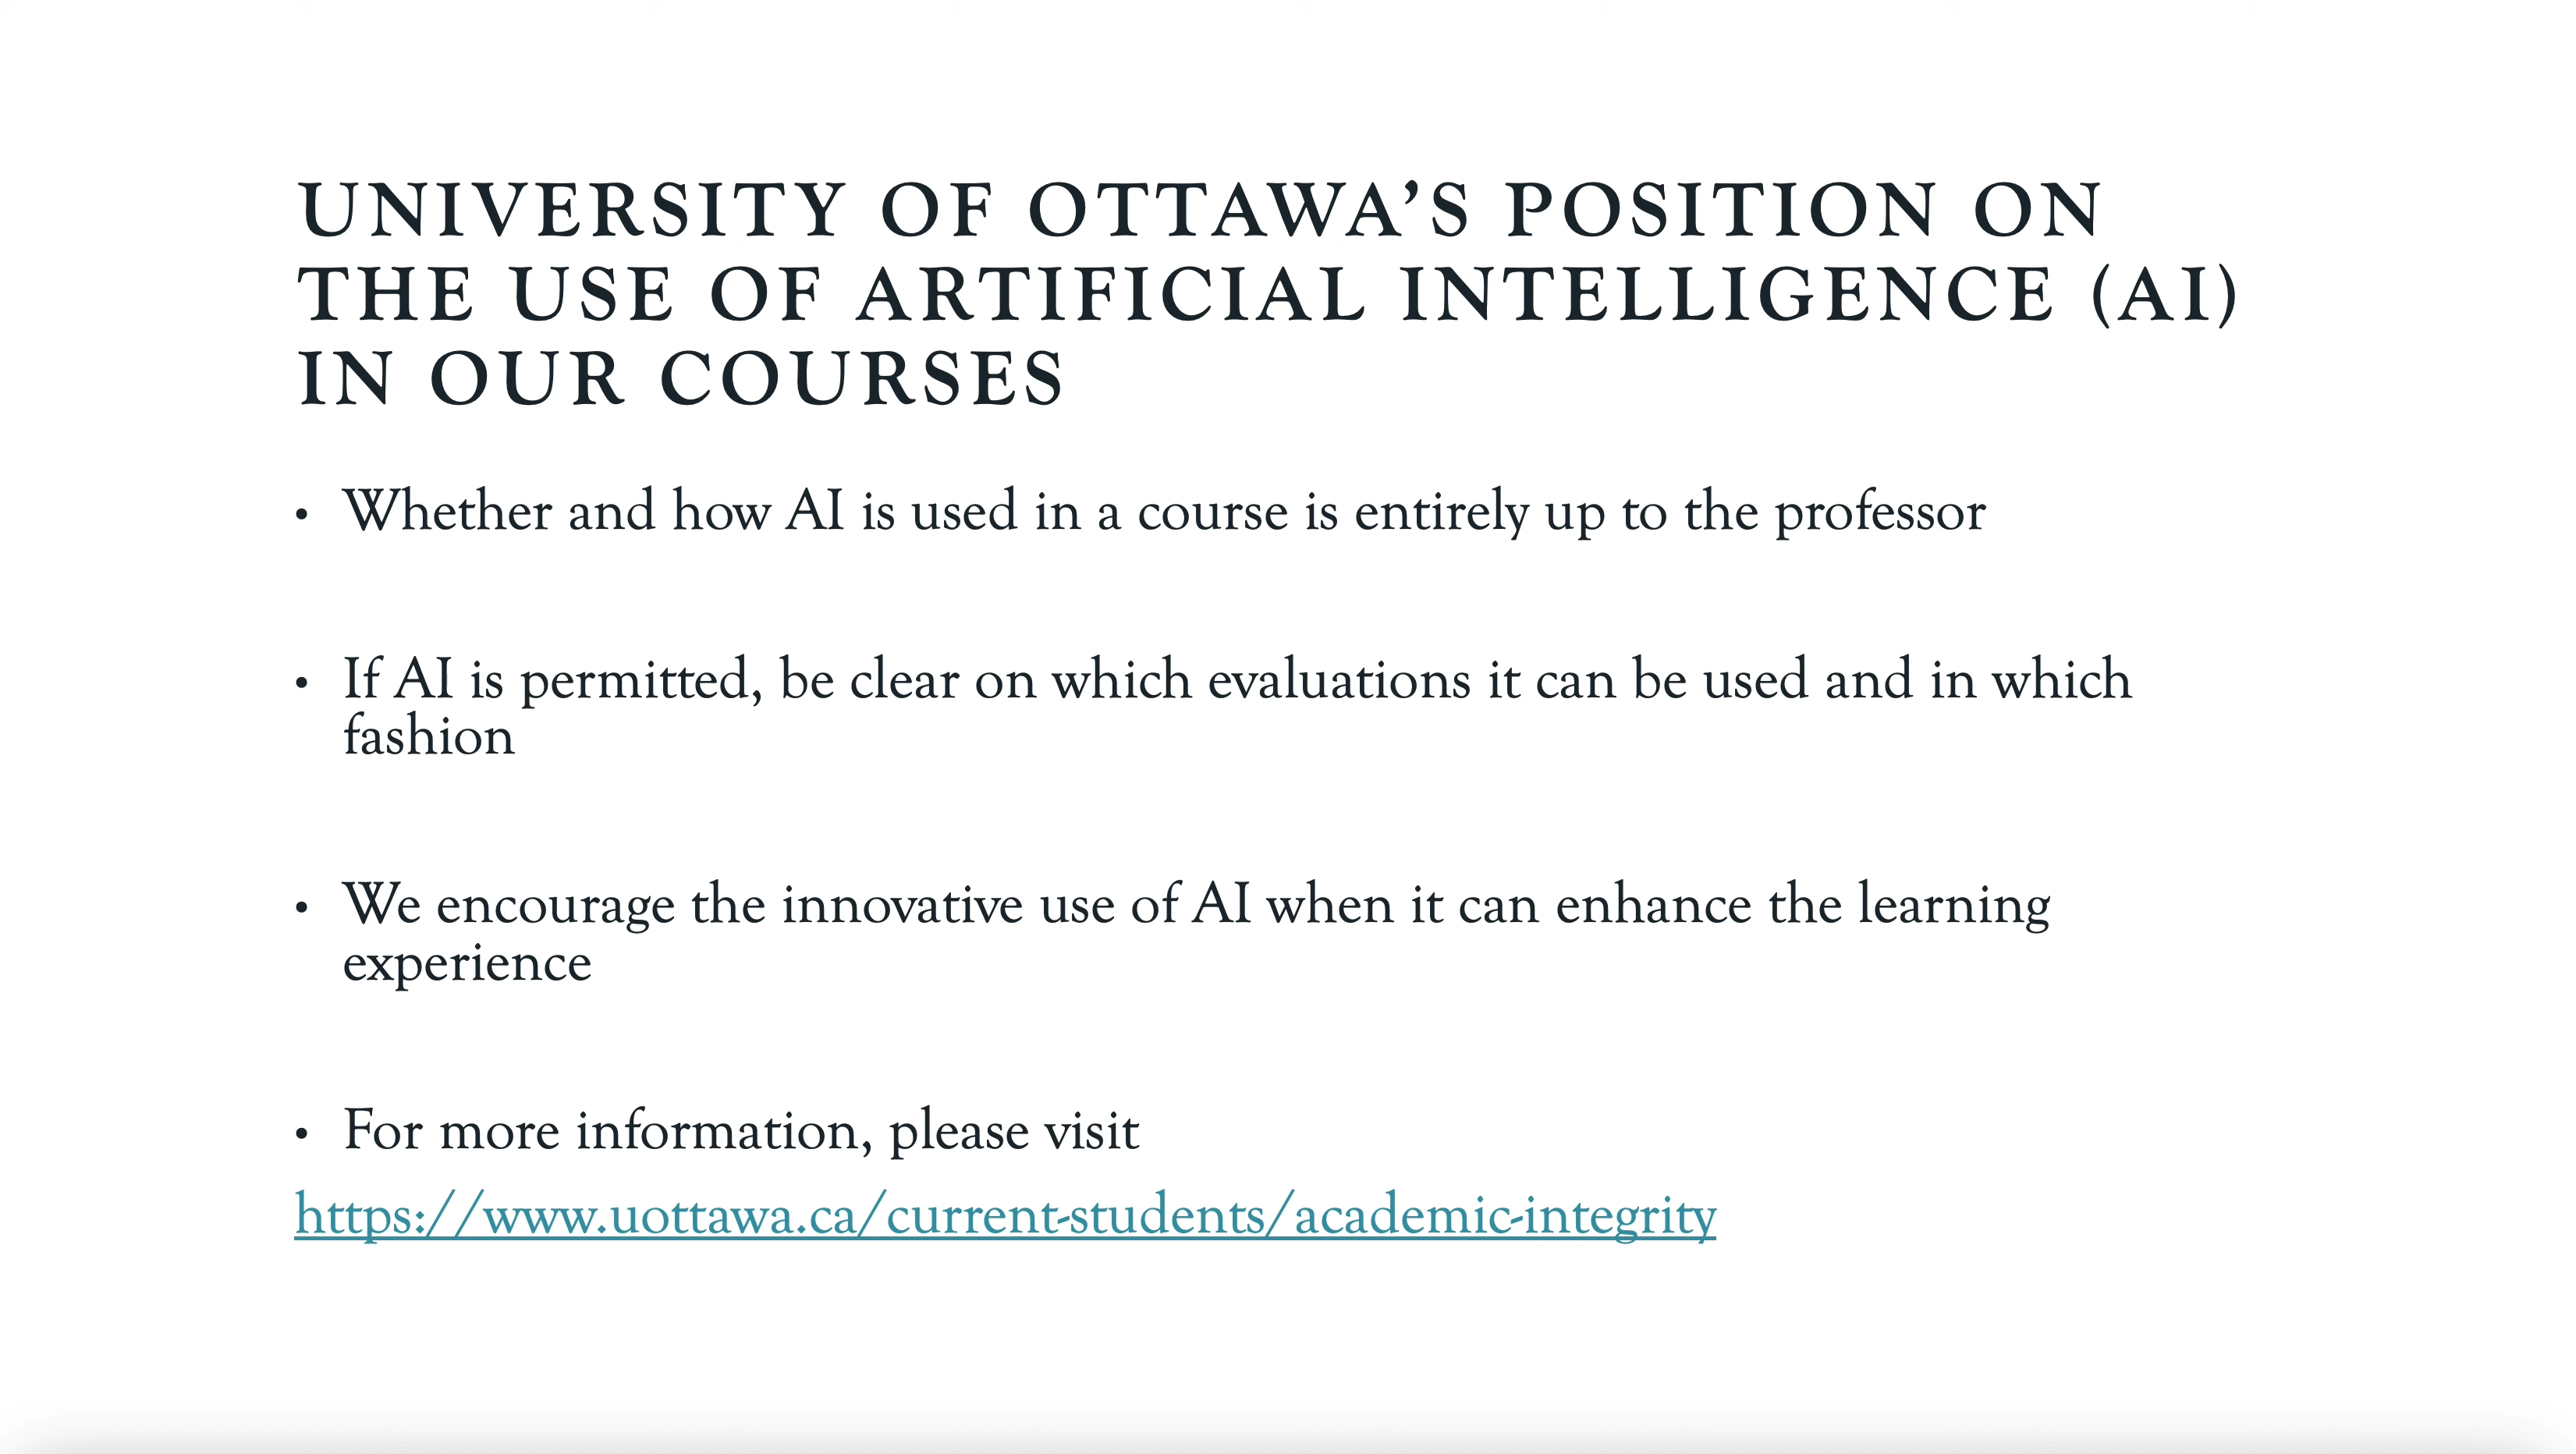 UNIVERSITY OF OTTAWA’S POSITION ON
THE USE OF ARTIFICIAL INTELLIGENCE (AI)
IN OUR COURSES
• Whether and how AI is used in a course is entirely up to the professor
• If AI is permitted, be clear on which evaluations it can be used and in which
fashion
• We encourage the innovative use of AI when it can enhance the learning
experience
• For more information, please visit
https://www.uottawa.ca/current-students/academic-integrity